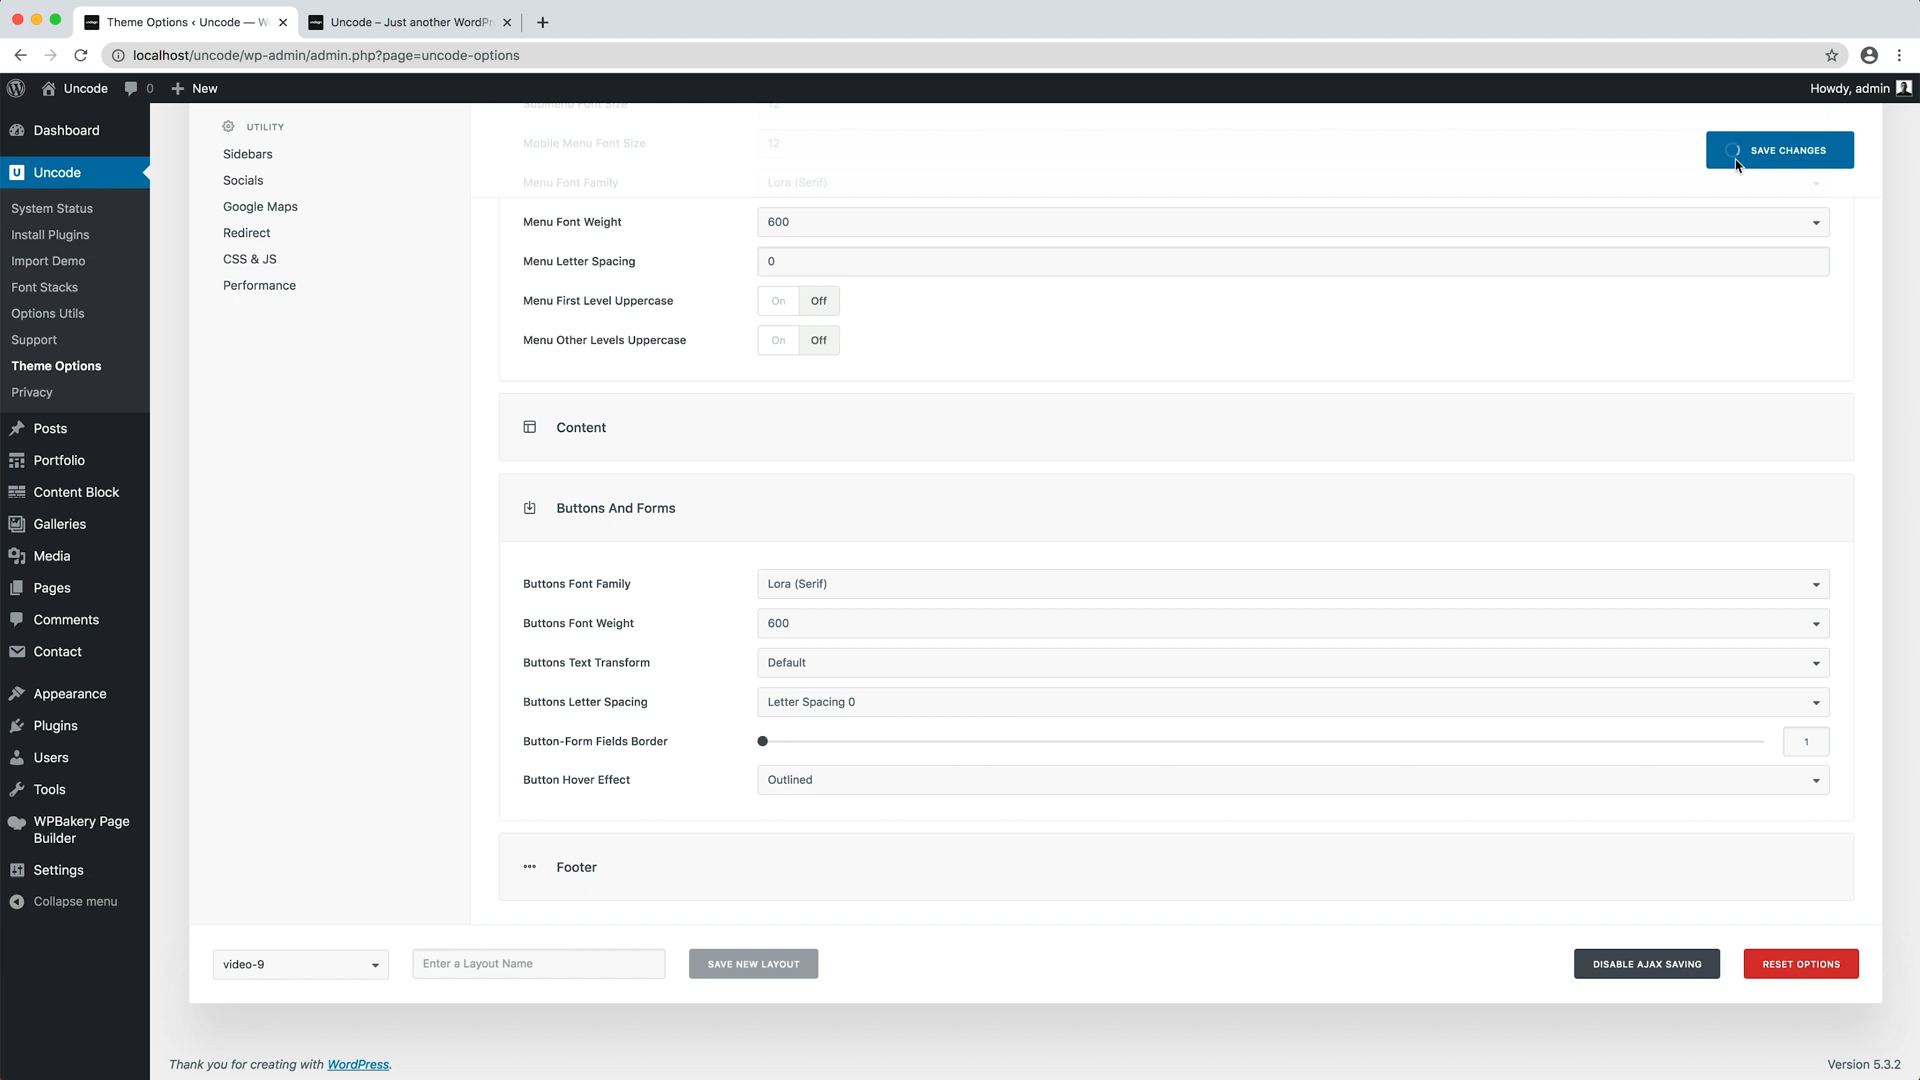 Theme Options ‹ Uncode — W
Uncode – Just another WordPr
localhost/uncode/wp-admin/admin.php?page=uncode-options
Uncode
0
New
Howdy, admin
Dashboard
Uncode
System Status
Install Plugins
Import Demo
Font Stacks
Options Utils
Support
Theme Options
Privacy
Posts
Portfolio
Content Block
Galleries
Media
Pages
Comments
Contact
Appearance
Plugins
Users
Tools
WPBakery Page
Builder
Settings
Collapse menu
UTILITY
Sidebars
Socials
Google Maps
Redirect
CSS & JS
Performance
SAVE CHANGES
Submenu Font Size
12
Mobile Menu Font Size
12
Menu Font Family
Lora (Serif)
Menu Font Weight
600
Menu Letter Spacing
0
Menu First Level Uppercase
On
Off
Menu Other Levels Uppercase
On
Off
Content
Buttons And Forms
Buttons Font Family
Lora (Serif)
Buttons Font Weight
600
Buttons Text Transform
Default
Buttons Letter Spacing
Letter Spacing 0
Button-Form Fields Border
1
Button Hover Effect
Outlined
Footer
video-9
Enter a Layout Name
SAVE NEW LAYOUT
DISABLE AJAX SAVING
RESET OPTIONS
Thank you for creating with WordPress.
Version 5.3.2